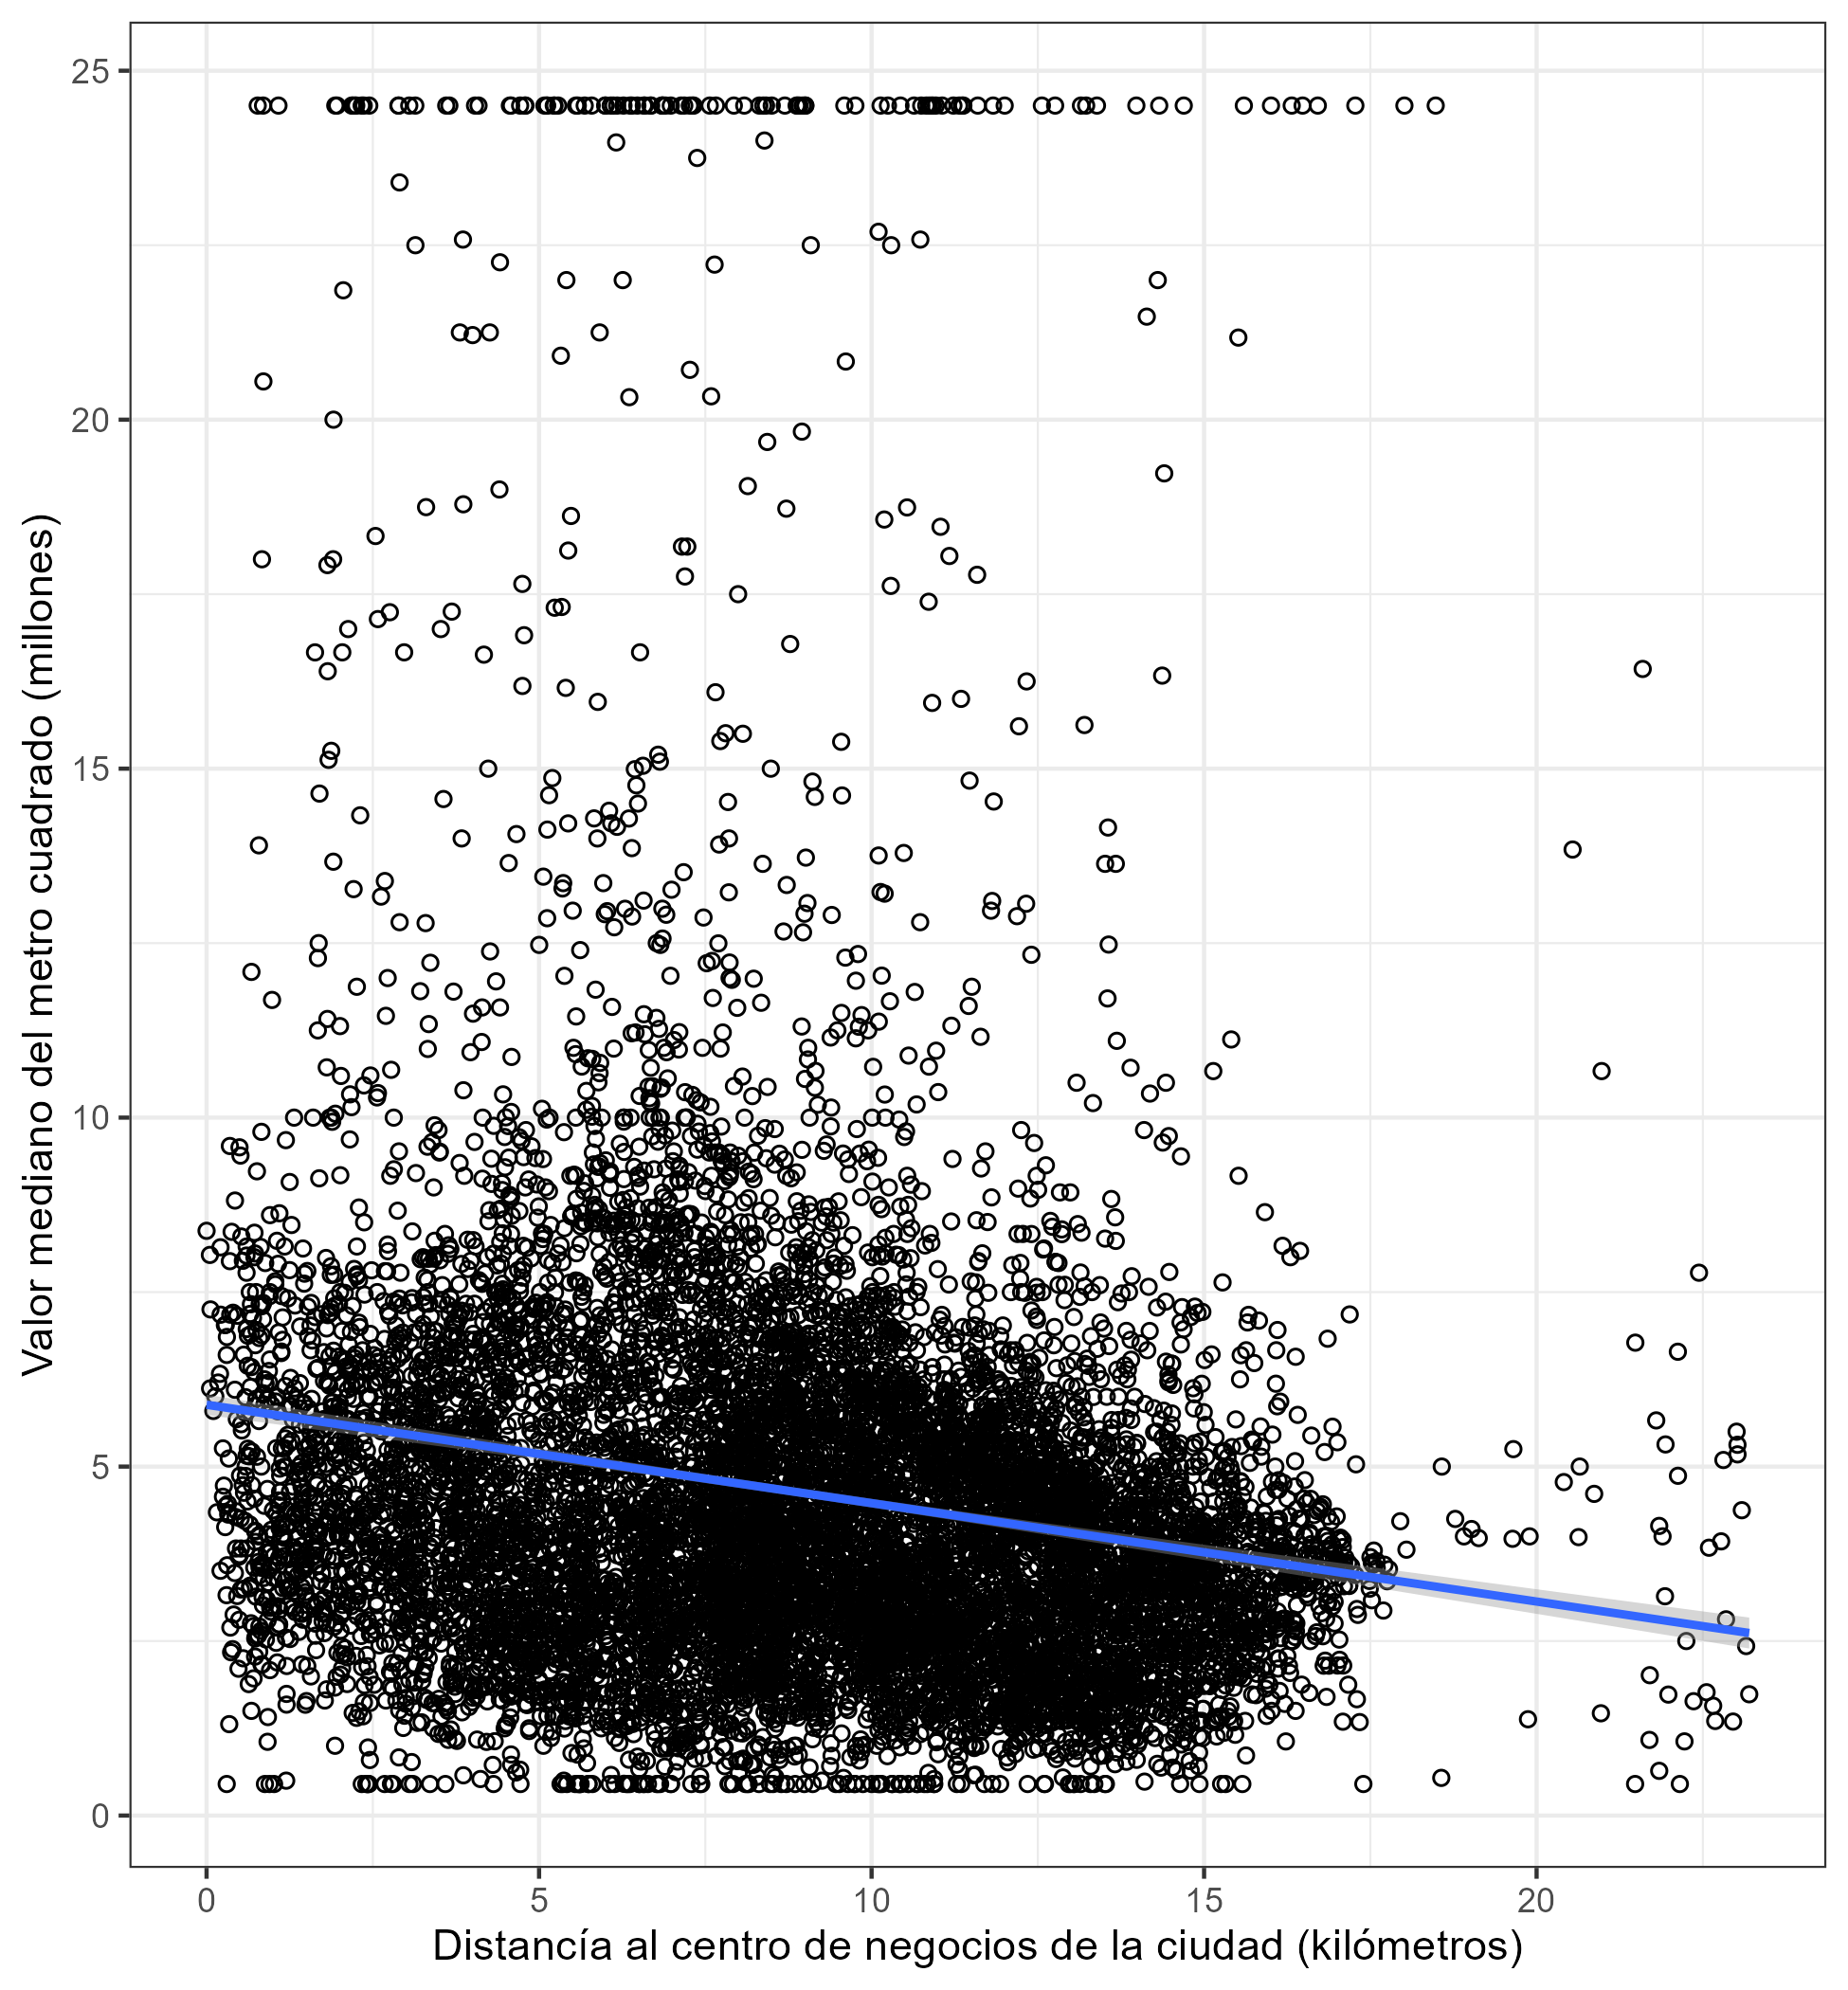 Valor mediano del metro cuadrado (millones)
25
20
15
10
5
0
0 5 10 15 20
Distancía al centro de negocios de la ciudad (kilómetros)